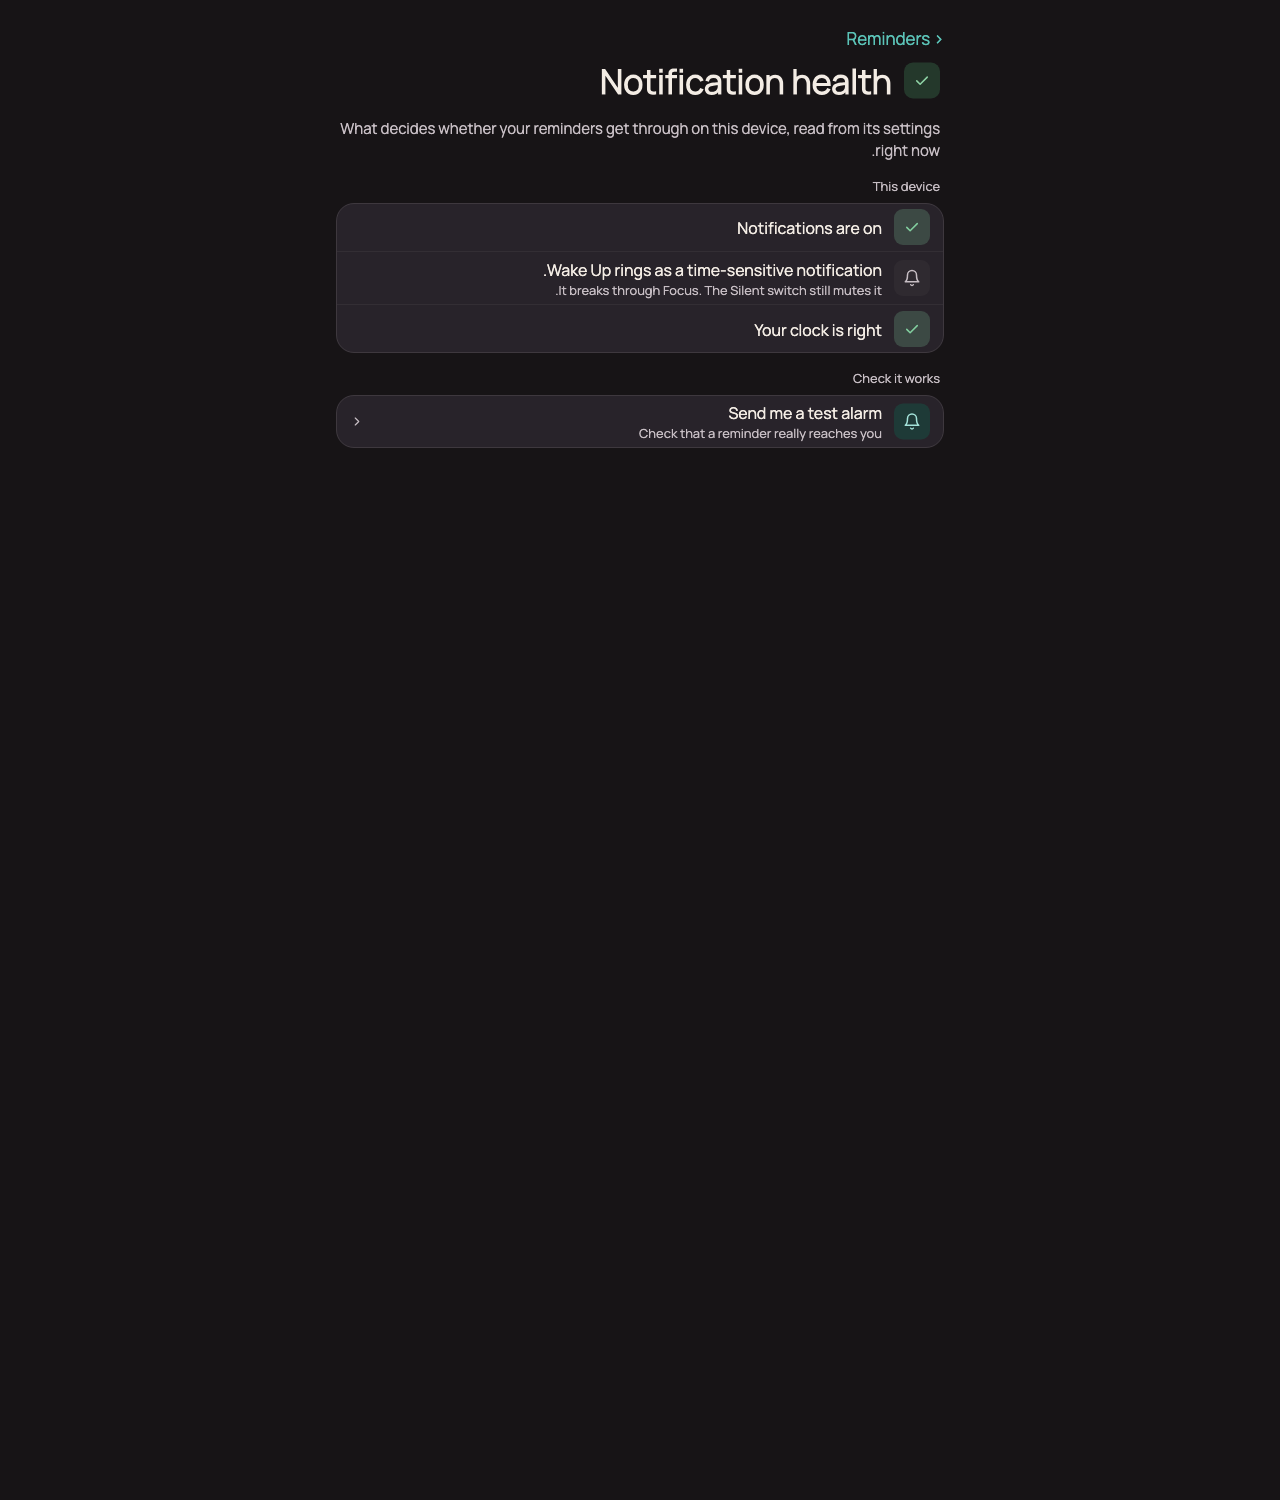 Reminders ›
Notification health
What decides whether your reminders get through on this device, read from its settings
.right now
This device
Notifications are on
.Wake Up rings as a time-sensitive notification
.It breaks through Focus. The Silent switch still mutes it
Your clock is right
Check it works
Send me a test alarm
Check that a reminder really reaches you